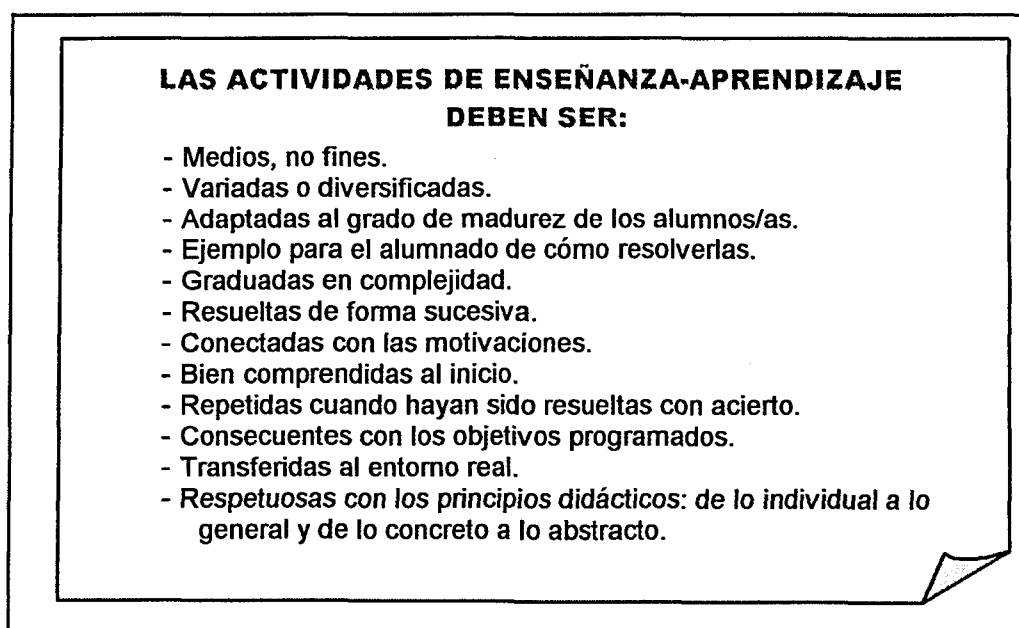 LAS ACTIVIDADES DE ENSEÑANZA-APRENDIZAJE
DEBEN SER:
- Medios, no fines.
- Variadas o diversificadas.
- Adaptadas al grado de madurez de los alumnos/as.
- Ejemplo para el alumnado de cómo resolverlas.
- Graduadas en complejidad.
- Resueltas de forma sucesiva.
- Conectadas con las motivaciones.
- Bien comprendidas al inicio.
- Repetidas cuando hayan sido resueltas con acierto.
- Consecuentes con los objetivos programados.
- Transferidas al entorno real.
- Respetuosas con los principios didácticos: de lo individual a lo
general y de lo concreto a lo abstracto.